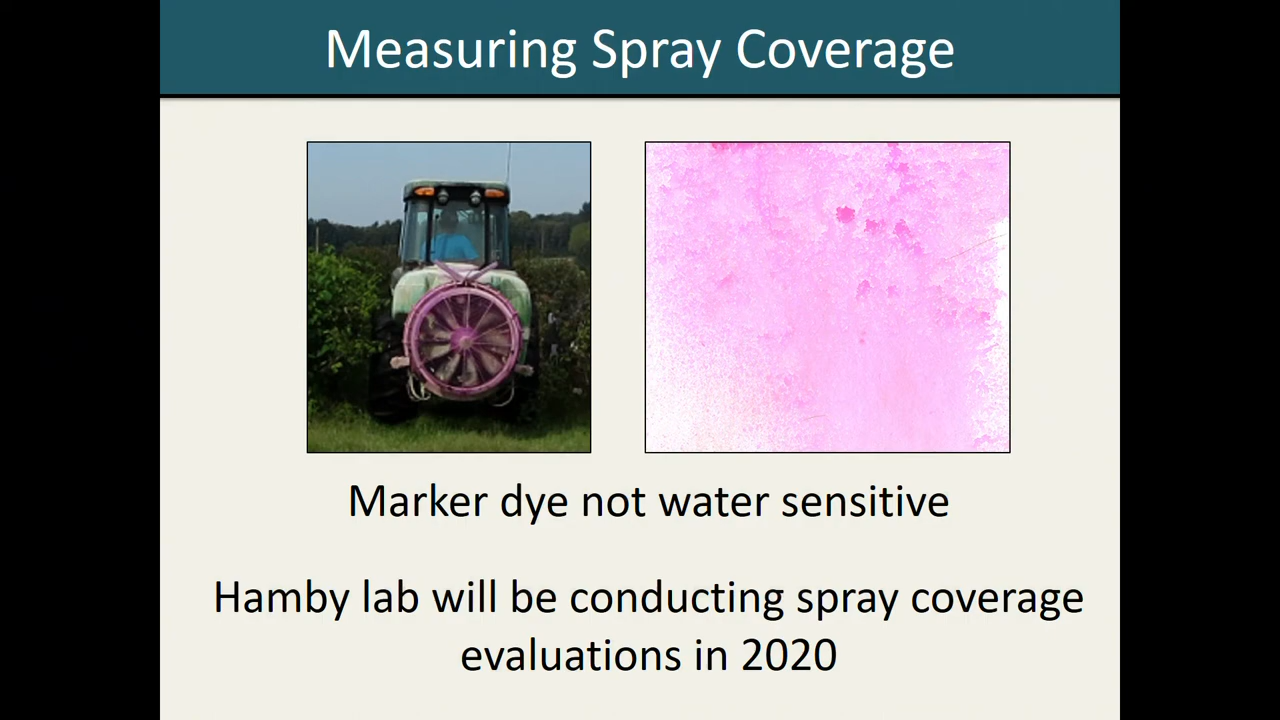 Measuring Spray Coverage
Marker dye not water sensitive
Hamby lab will be conducting spray coverage
evaluations in 2020